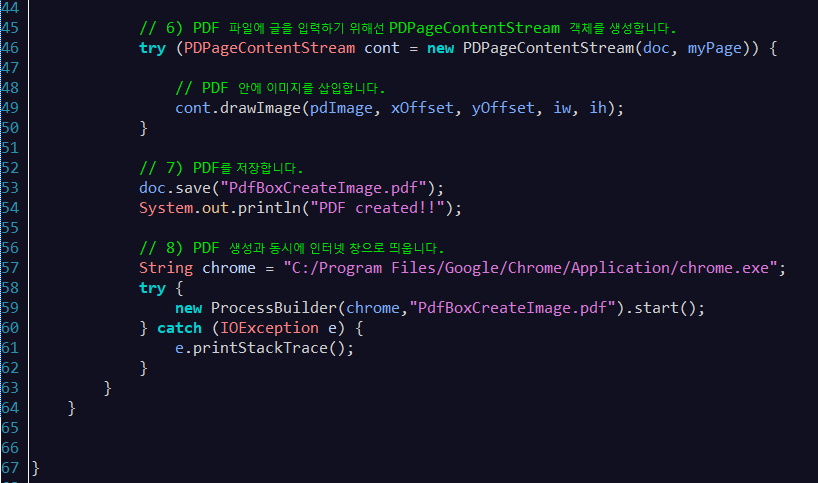 44
45 // 6) PDF 파일에 글을 입력하기 위해선 PDPageContentStream 객체를 생성합니다.
46 try (PDPageContentStream cont = new PDPageContentStream(doc, myPage)) {
47
48 // PDF 안에 이미지를 삽입합니다.
49 cont.drawImage(pdImage, xOffset, yOffset, iw, ih);
50 }
51
52 // 7) PDF를 저장합니다.
53 doc.save("PdfBoxCreateImage.pdf");
54 System.out.println("PDF created!!");
55
56 // 8) PDF 생성과 동시에 인터넷 창으로 띄웁니다.
57 String chrome = "C:/Program Files/Google/Chrome/Application/chrome.exe";
58 try {
59 new ProcessBuilder(chrome,"PdfBoxCreateImage.pdf").start();
60 } catch (IOException e) {
61 e.printStackTrace();
62 }
63 }
64 }
65
66
67 }